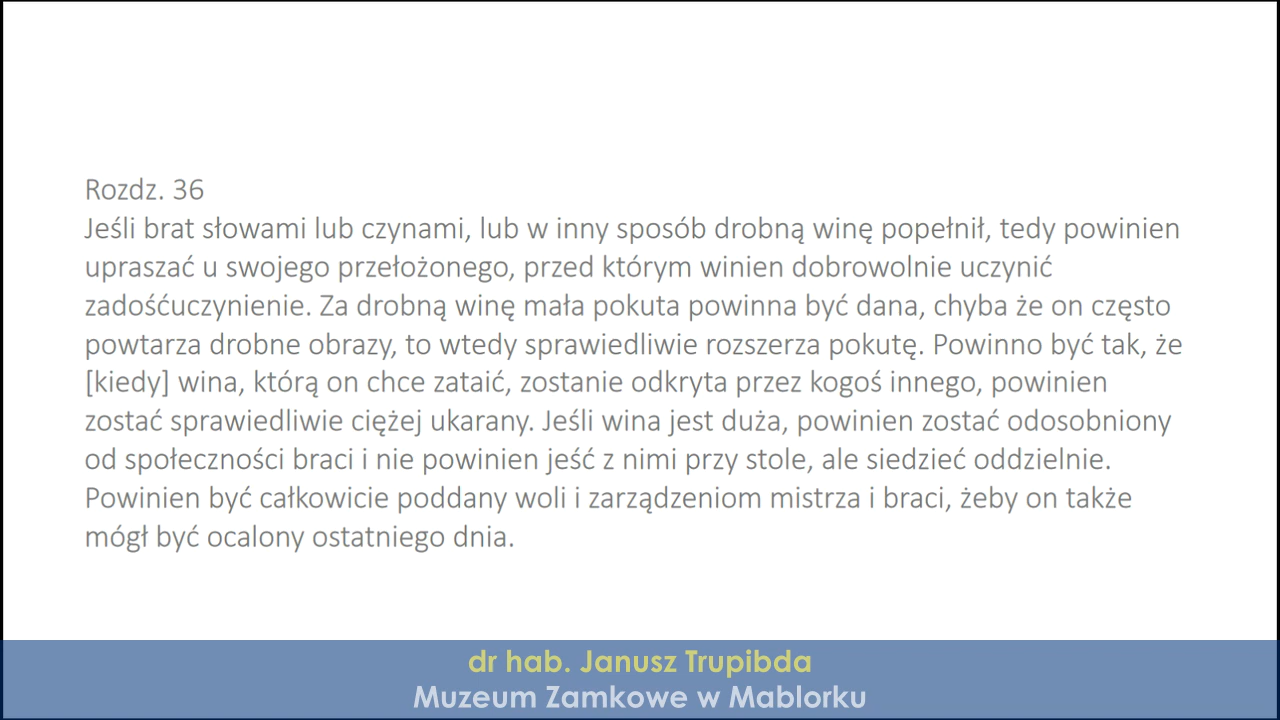 Rozdz. 36
Jeśli brat słowami lub czynami, lub w inny sposób drobną winę popełnił, tedy powinien
upraszać u swojego przełożonego, przed którym winien dobrowolnie uczynić
zadośćuczynienie. Za drobną winę mała pokuta powinna być dana, chyba że on często
powtarza drobne obrazy, to wtedy sprawiedliwie rozszerza pokutę. Powinno być tak, że
[kiedy] wina, którą on chce zataić, zostanie odkryta przez kogoś innego, powinien
zostać sprawiedliwie ciężej ukarany. Jeśli wina jest duża, powinien zostać odosobniony
od społeczności braci i nie powinien jeść z nimi przy stole, ale siedzieć oddzielnie.
Powinien być całkowicie poddany woli i zarządzeniom mistrza i braci, żeby on także
mógł być ocalony ostatniego dnia.
dr hab. Janusz Trupibda
Muzeum Zamkowe w Mablorku